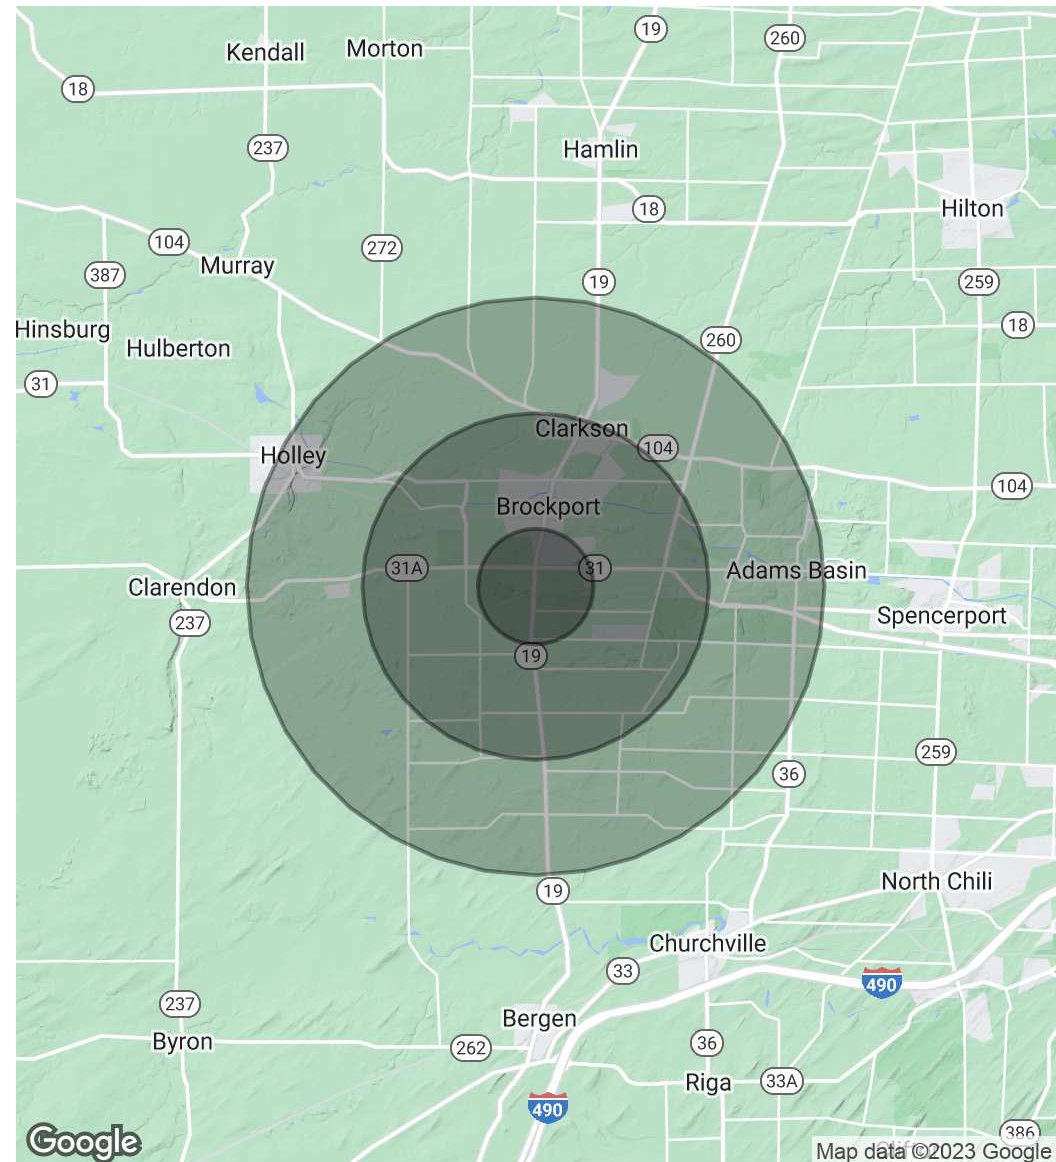 19
260
Kendall
Morton
18
237
Hamlin
18
Hilton
104
272
387
Murray
19
259
Hinsburg
Hulberton
260
18
31
Clarkson
104
Holley
104
Brockport
31A
31
Adams Basin
Clarendon
237
Spencerport
19
259
36
19
North Chili
Churchville
33
490
237
Bergen
Byron
262
36
Riga
33A
490
386
Google
Map data ©2023 Google